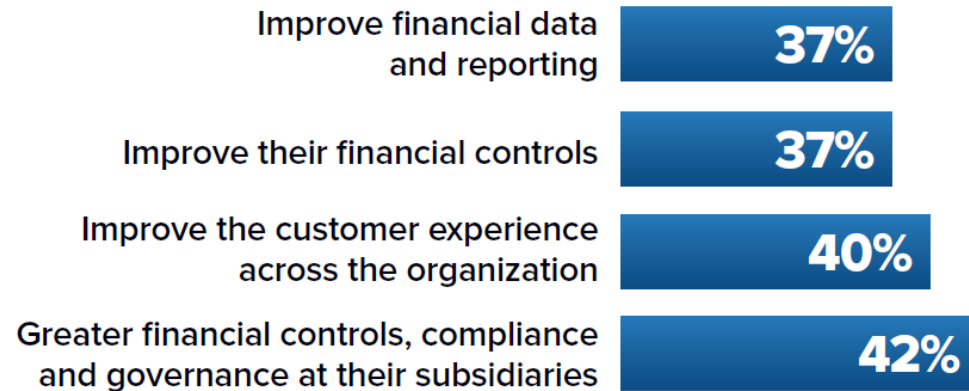 Improve financial data
and reporting
37%
Improve their financial controls
37%
Improve the customer experience
across the organization
40%
Greater financial controls, compliance
and governance at their subsidiaries
42%